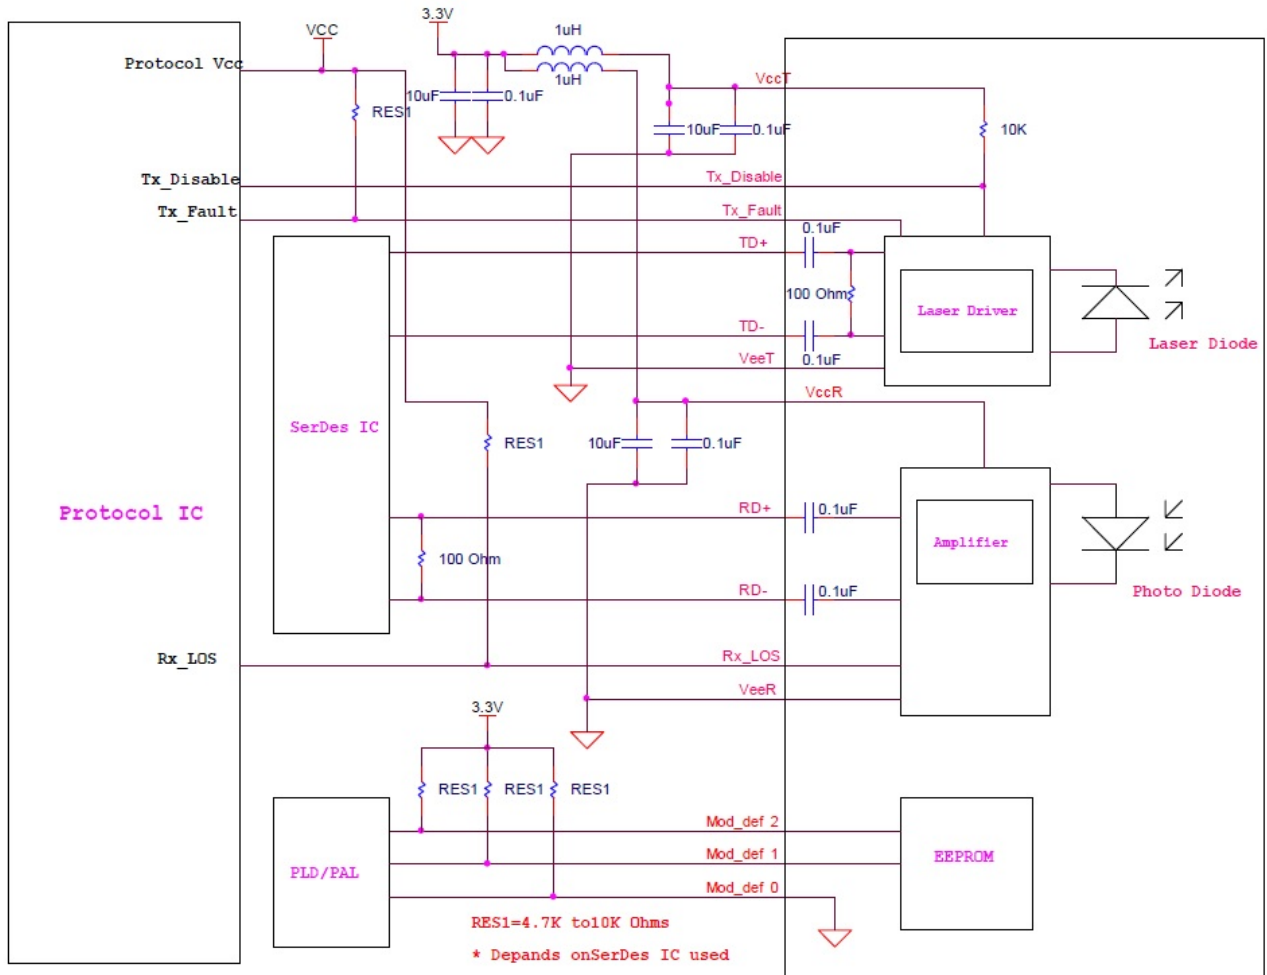 3.3V
1uH
VCC
Protocol Vcc
1uH
VccT
10uF
0.1uF
RES1
10uF
0.1uF
10K
Tx_Disable
Tx_Disable
Tx_Fault
Tx_Fault
0.1uF
TD+
100 Ohm
Laser Driver
TD-
Laser Diode
VeeT
0.1uF
VccR
SerDes IC
RES1
10uF
0.1uF
Protocol IC
RD+
0.1uF
Amplifier
100 Ohm
RD-
0.1uF
Photo Diode
Rx_LOS
Rx_LOS
VeeR
3.3V
RES1
RES1
RES1
Mod_def 2
Mod_def 1
EEPROM
PLD/PAL
Mod_def 0
RES1=4.7K to10K Ohms
* Depands onSerDes IC used